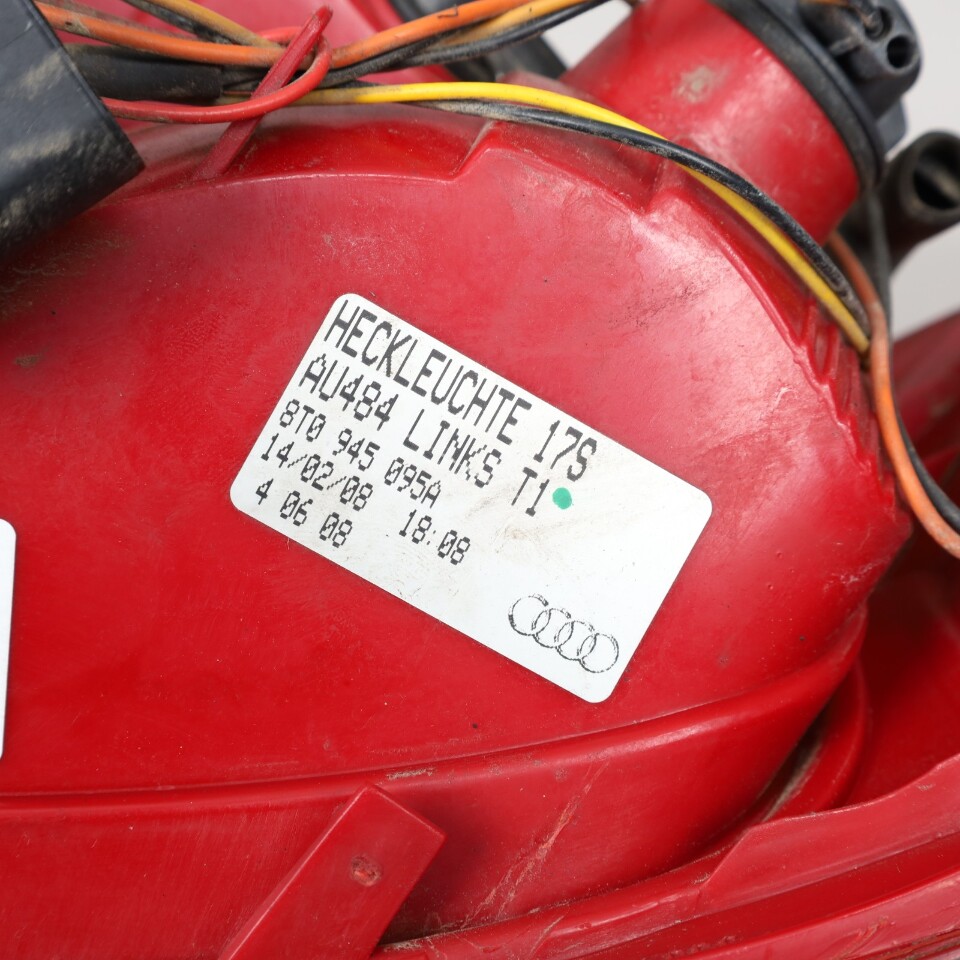 HECKLEUCHTE 17S
AU484 LINKS T1
8T0 945 095A
14/02/08 18:08
4 06 08